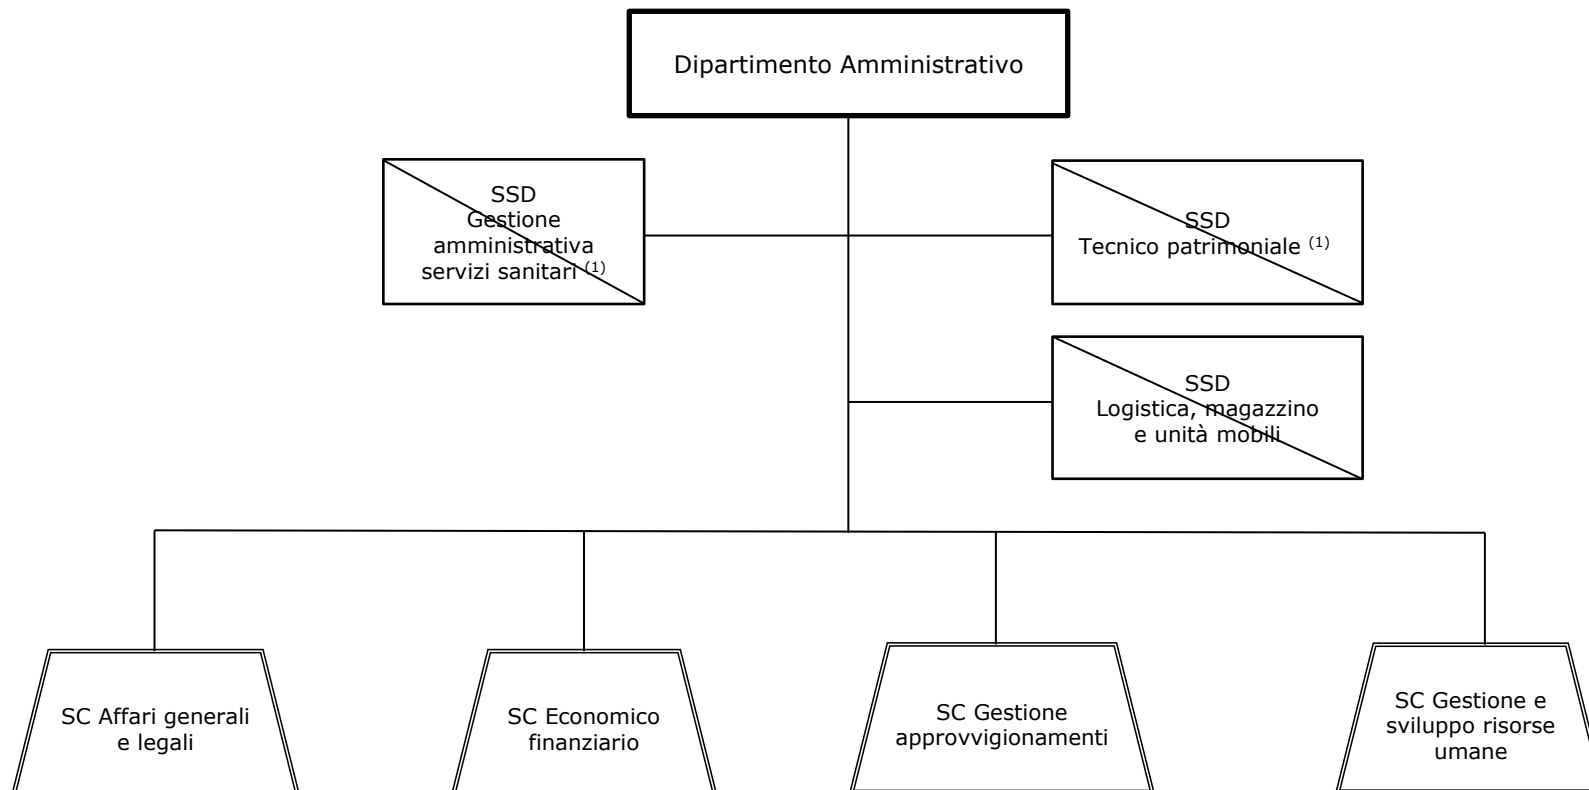 Dipartimento Amministrativo
SSD
Gestione
amministrativa
servizi sanitari (1)
SSD
Tecnico patrimoniale (1)
SSD
Logistica, magazzino
e unità mobili
SC Affari generali
e legali
SC Economico
finanziario
SC Gestione
approvvigionamenti
SC Gestione e
sviluppo risorse
umane